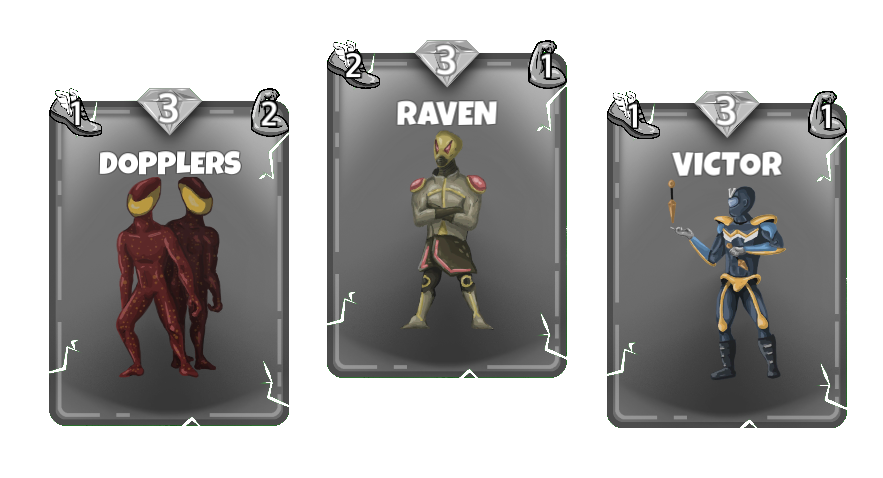 1 3 2
DOPPLERS
2 3 1
RAVEN
1 3 1
VICTOR